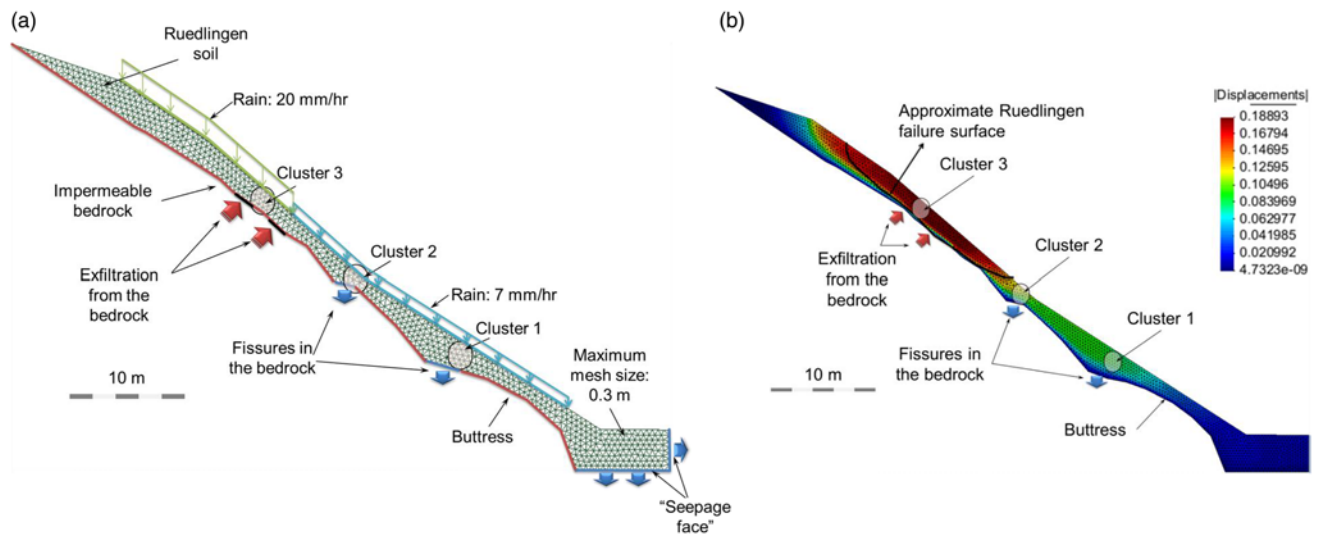 (a)
Ruedlingen
soil
Rain: 20 mm/hr
Cluster 3
Impermeable
bedrock
Exfiltration
from the
bedrock
Cluster 2
Rain: 7 mm/hr
Cluster 1
Fissures in
the bedrock
Maximum
mesh size:
0.3 m
10 m
Buttress
"Seepage
face"
(b)
|Displacements|
0.18893
0.16794
0.14695
0.12595
0.10496
0.083969
0.062977
0.041985
0.020992
4.7323e-09
Approximate Ruedlingen
failure surface
Cluster 3
Exfiltration
from the
bedrock
Cluster 2
Cluster 1
Fissures in
the bedrock
10 m
Buttress